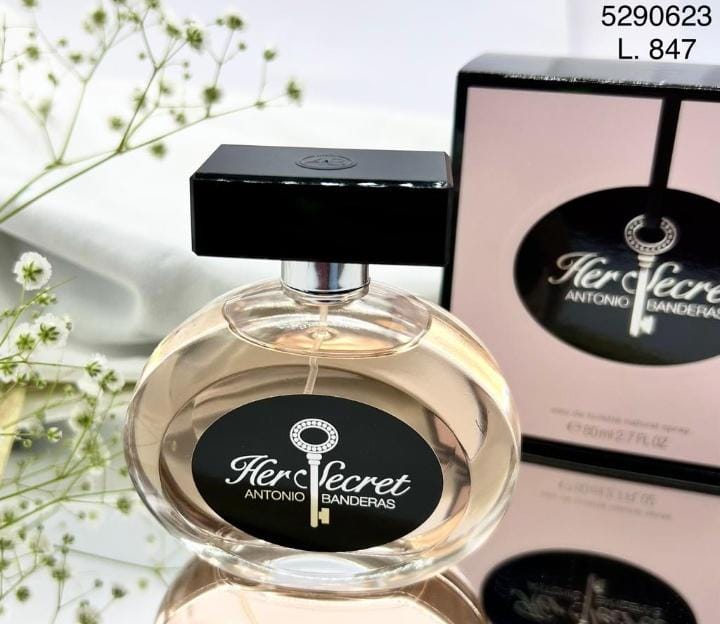 5290623
L. 847
Her Secret
ANTONIO BANDERAS
Her Secret
ANTONIO BANDERAS
eau de toilette natural spray
℮ 80 ml 2.7 FL.OZ